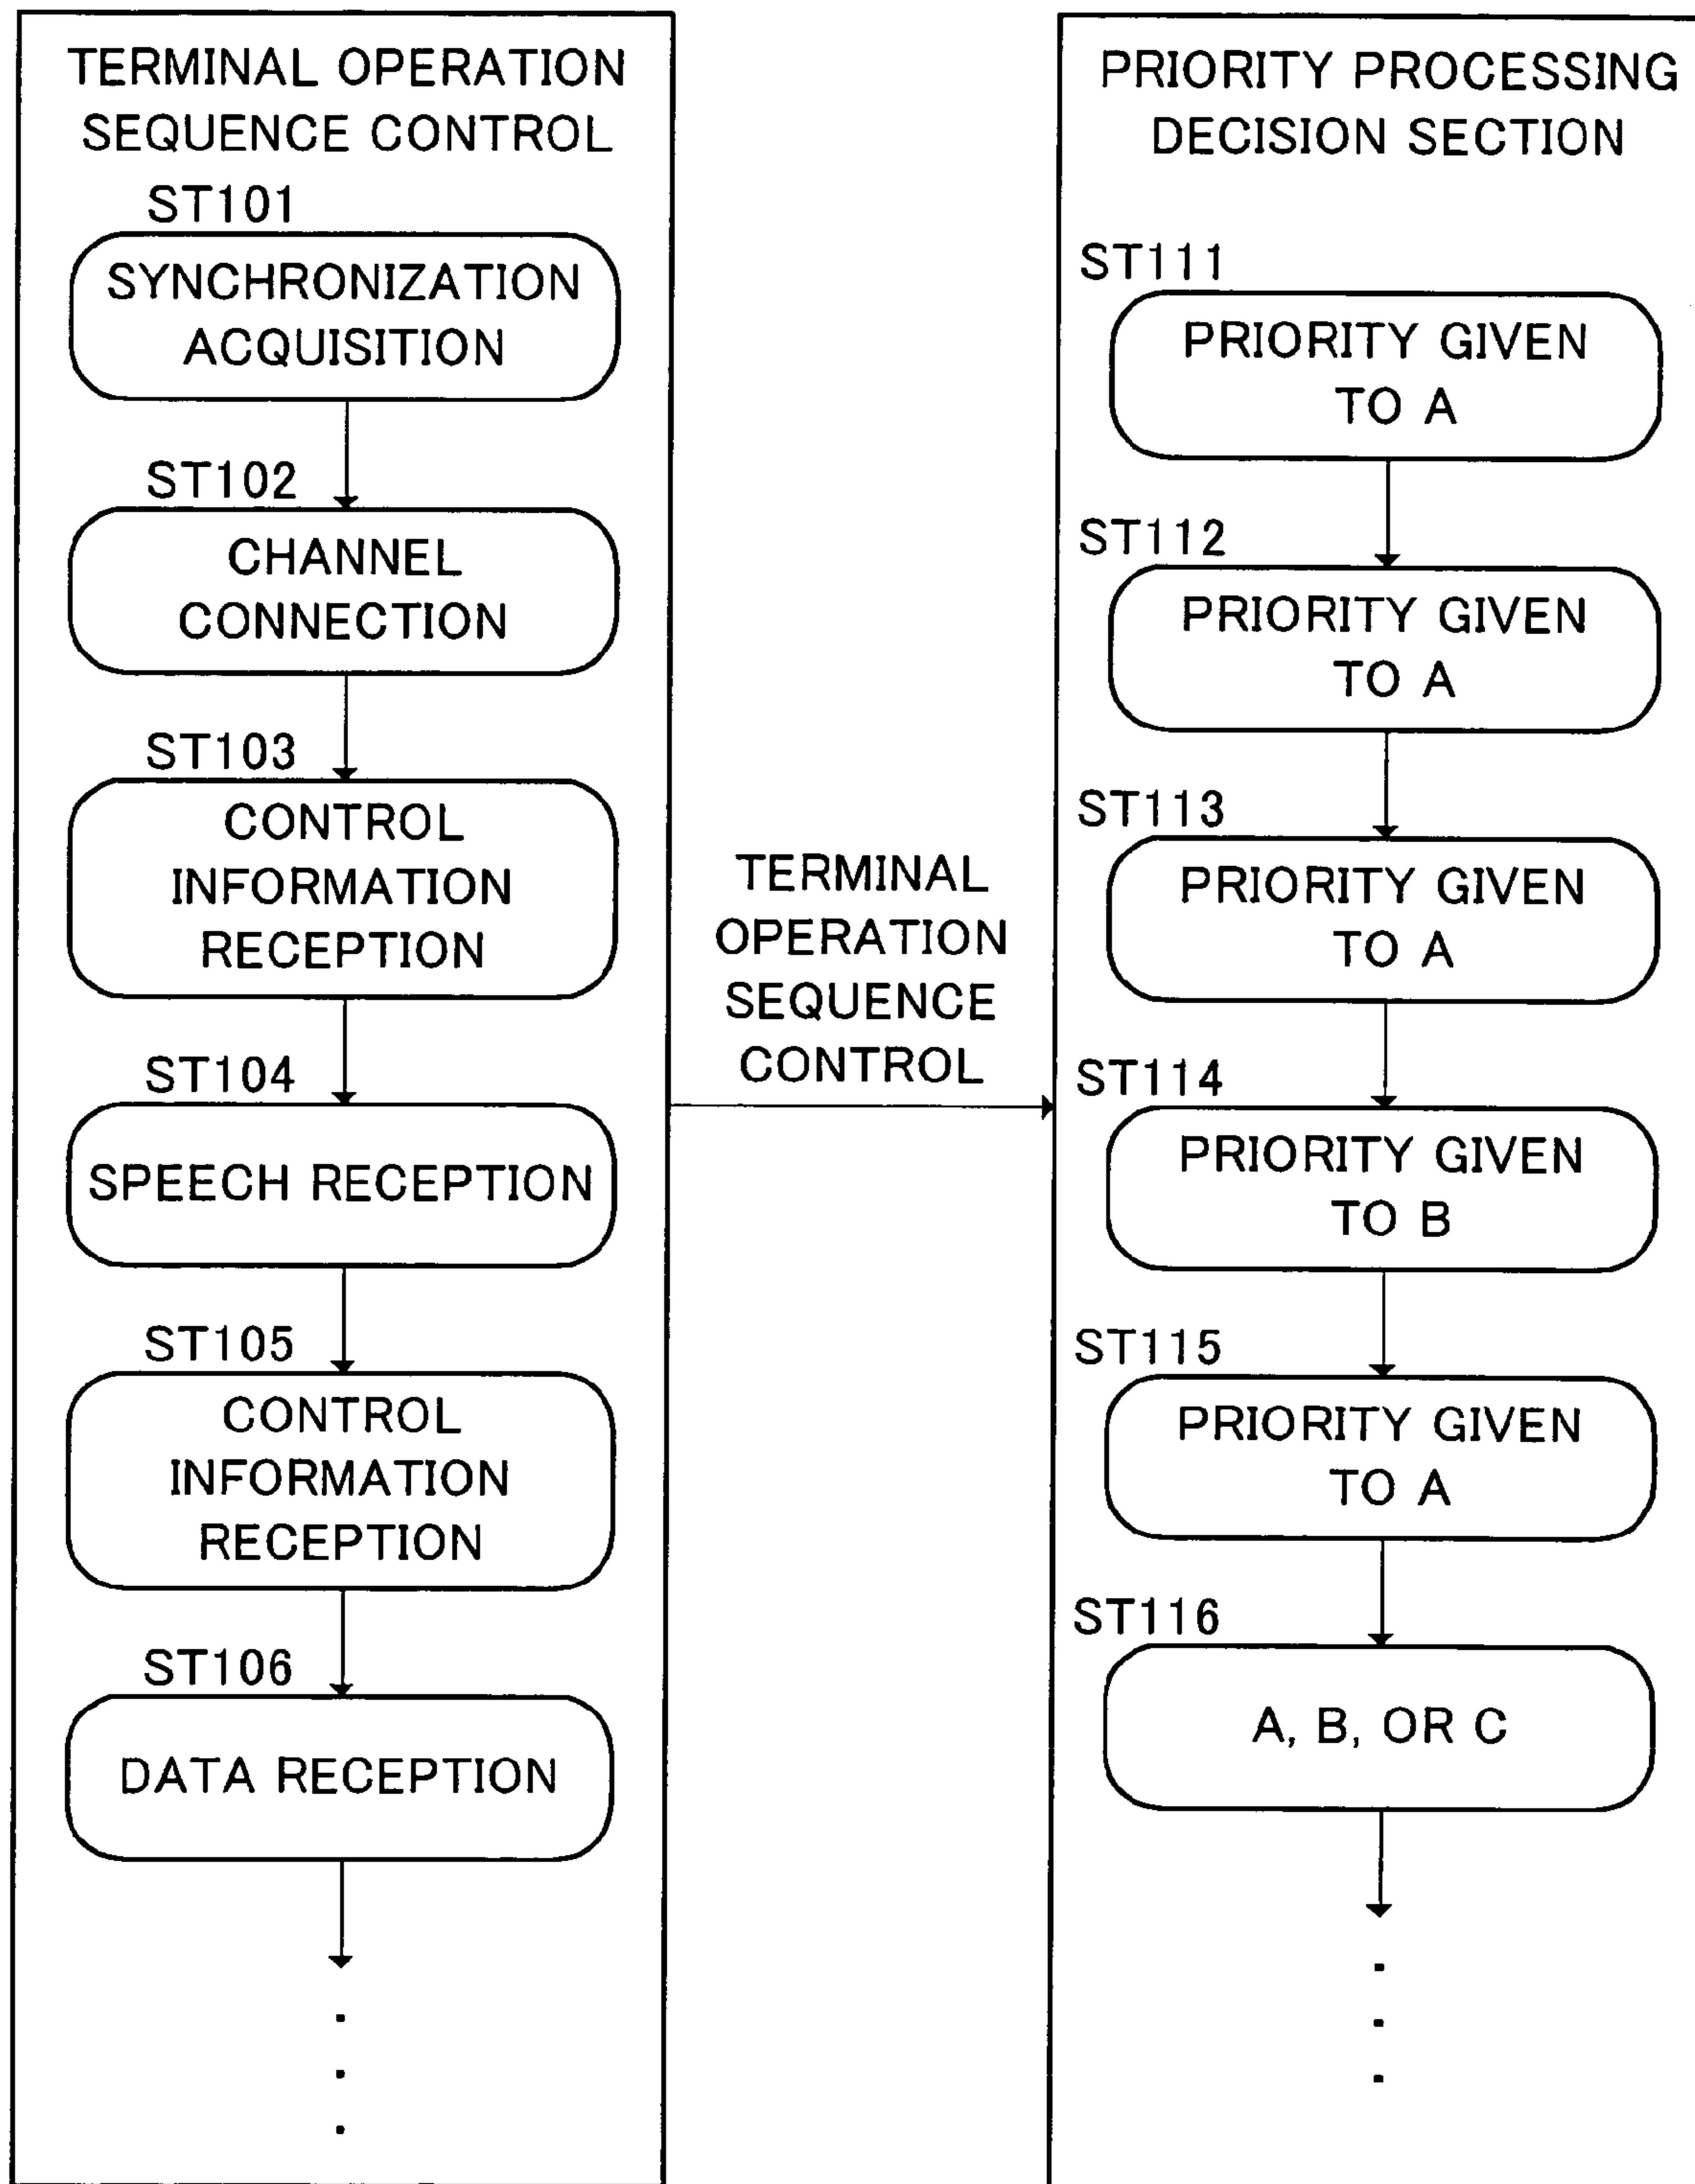 TERMINAL OPERATION
SEQUENCE CONTROL
ST101
SYNCHRONIZATION
ACQUISITION
ST102
CHANNEL
CONNECTION
ST103
CONTROL
INFORMATION
RECEPTION
ST104
SPEECH RECEPTION
ST105
CONTROL
INFORMATION
RECEPTION
ST106
DATA RECEPTION
TERMINAL
OPERATION
SEQUENCE
CONTROL
PRIORITY PROCESSING
DECISION SECTION
ST111
PRIORITY GIVEN
TO A
ST112
PRIORITY GIVEN
TO A
ST113
PRIORITY GIVEN
TO A
ST114
PRIORITY GIVEN
TO B
ST115
PRIORITY GIVEN
TO A
ST116
A, B, OR C